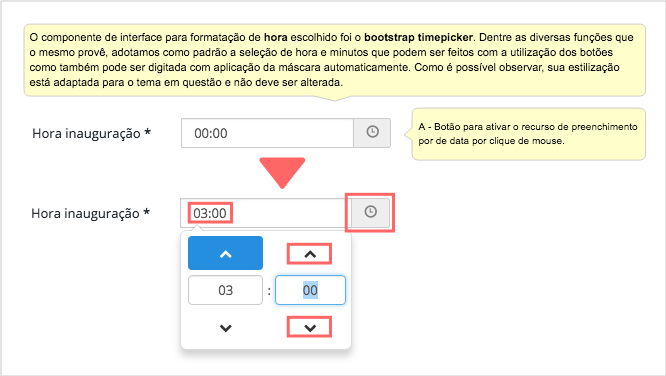 O componente de interface para formatação de hora escolhido foi o bootstrap timepicker. Dentre as diversas funções que
o mesmo provê, adotamos como padrão a seleção de hora e minutos que podem ser feitos com a utilização dos botões
como também pode ser digitada com aplicação da máscara automaticamente. Como é possível observar, sua estilização
está adaptada para o tema em questão e não deve ser alterada.
Hora inauguração * 00:00
A - Botão para ativar o recurso de preenchimento
por de data por clique de mouse.
Hora inauguração * 03:00
03 : 00